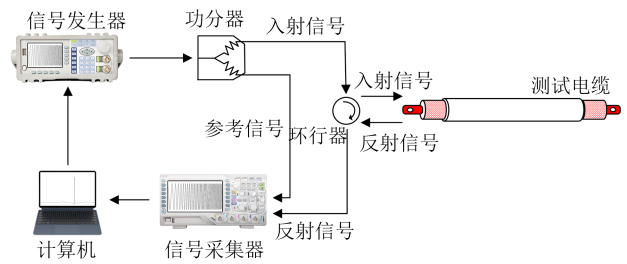 信号发生器
功分器
入射信号
入射信号
测试电缆
参考信号
环行器
反射信号
反射信号
计算机
信号采集器